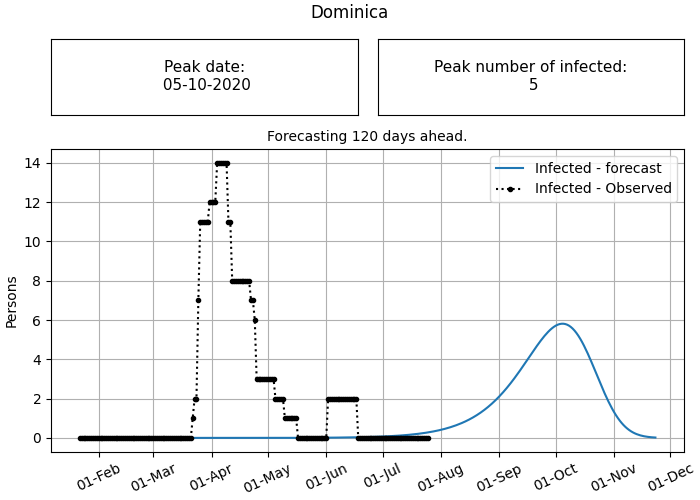 Dominica
Peak date:
05-10-2020
Peak number of infected:
5
Forecasting 120 days ahead.
Infected - forecast
Infected - Observed
Persons
14
12
10
8
6
4
2
0
01-Feb
01-Mar
01-Apr
01-May
01-Jun
01-Jul
01-Aug
01-Sep
01-Oct
01-Nov
01-Dec